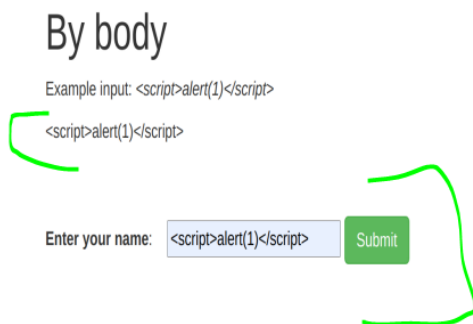 By body
Example input: <script>alert(1)</script>
<script>alert(1)</script>
Enter your name: <script>alert(1)</script> Submit